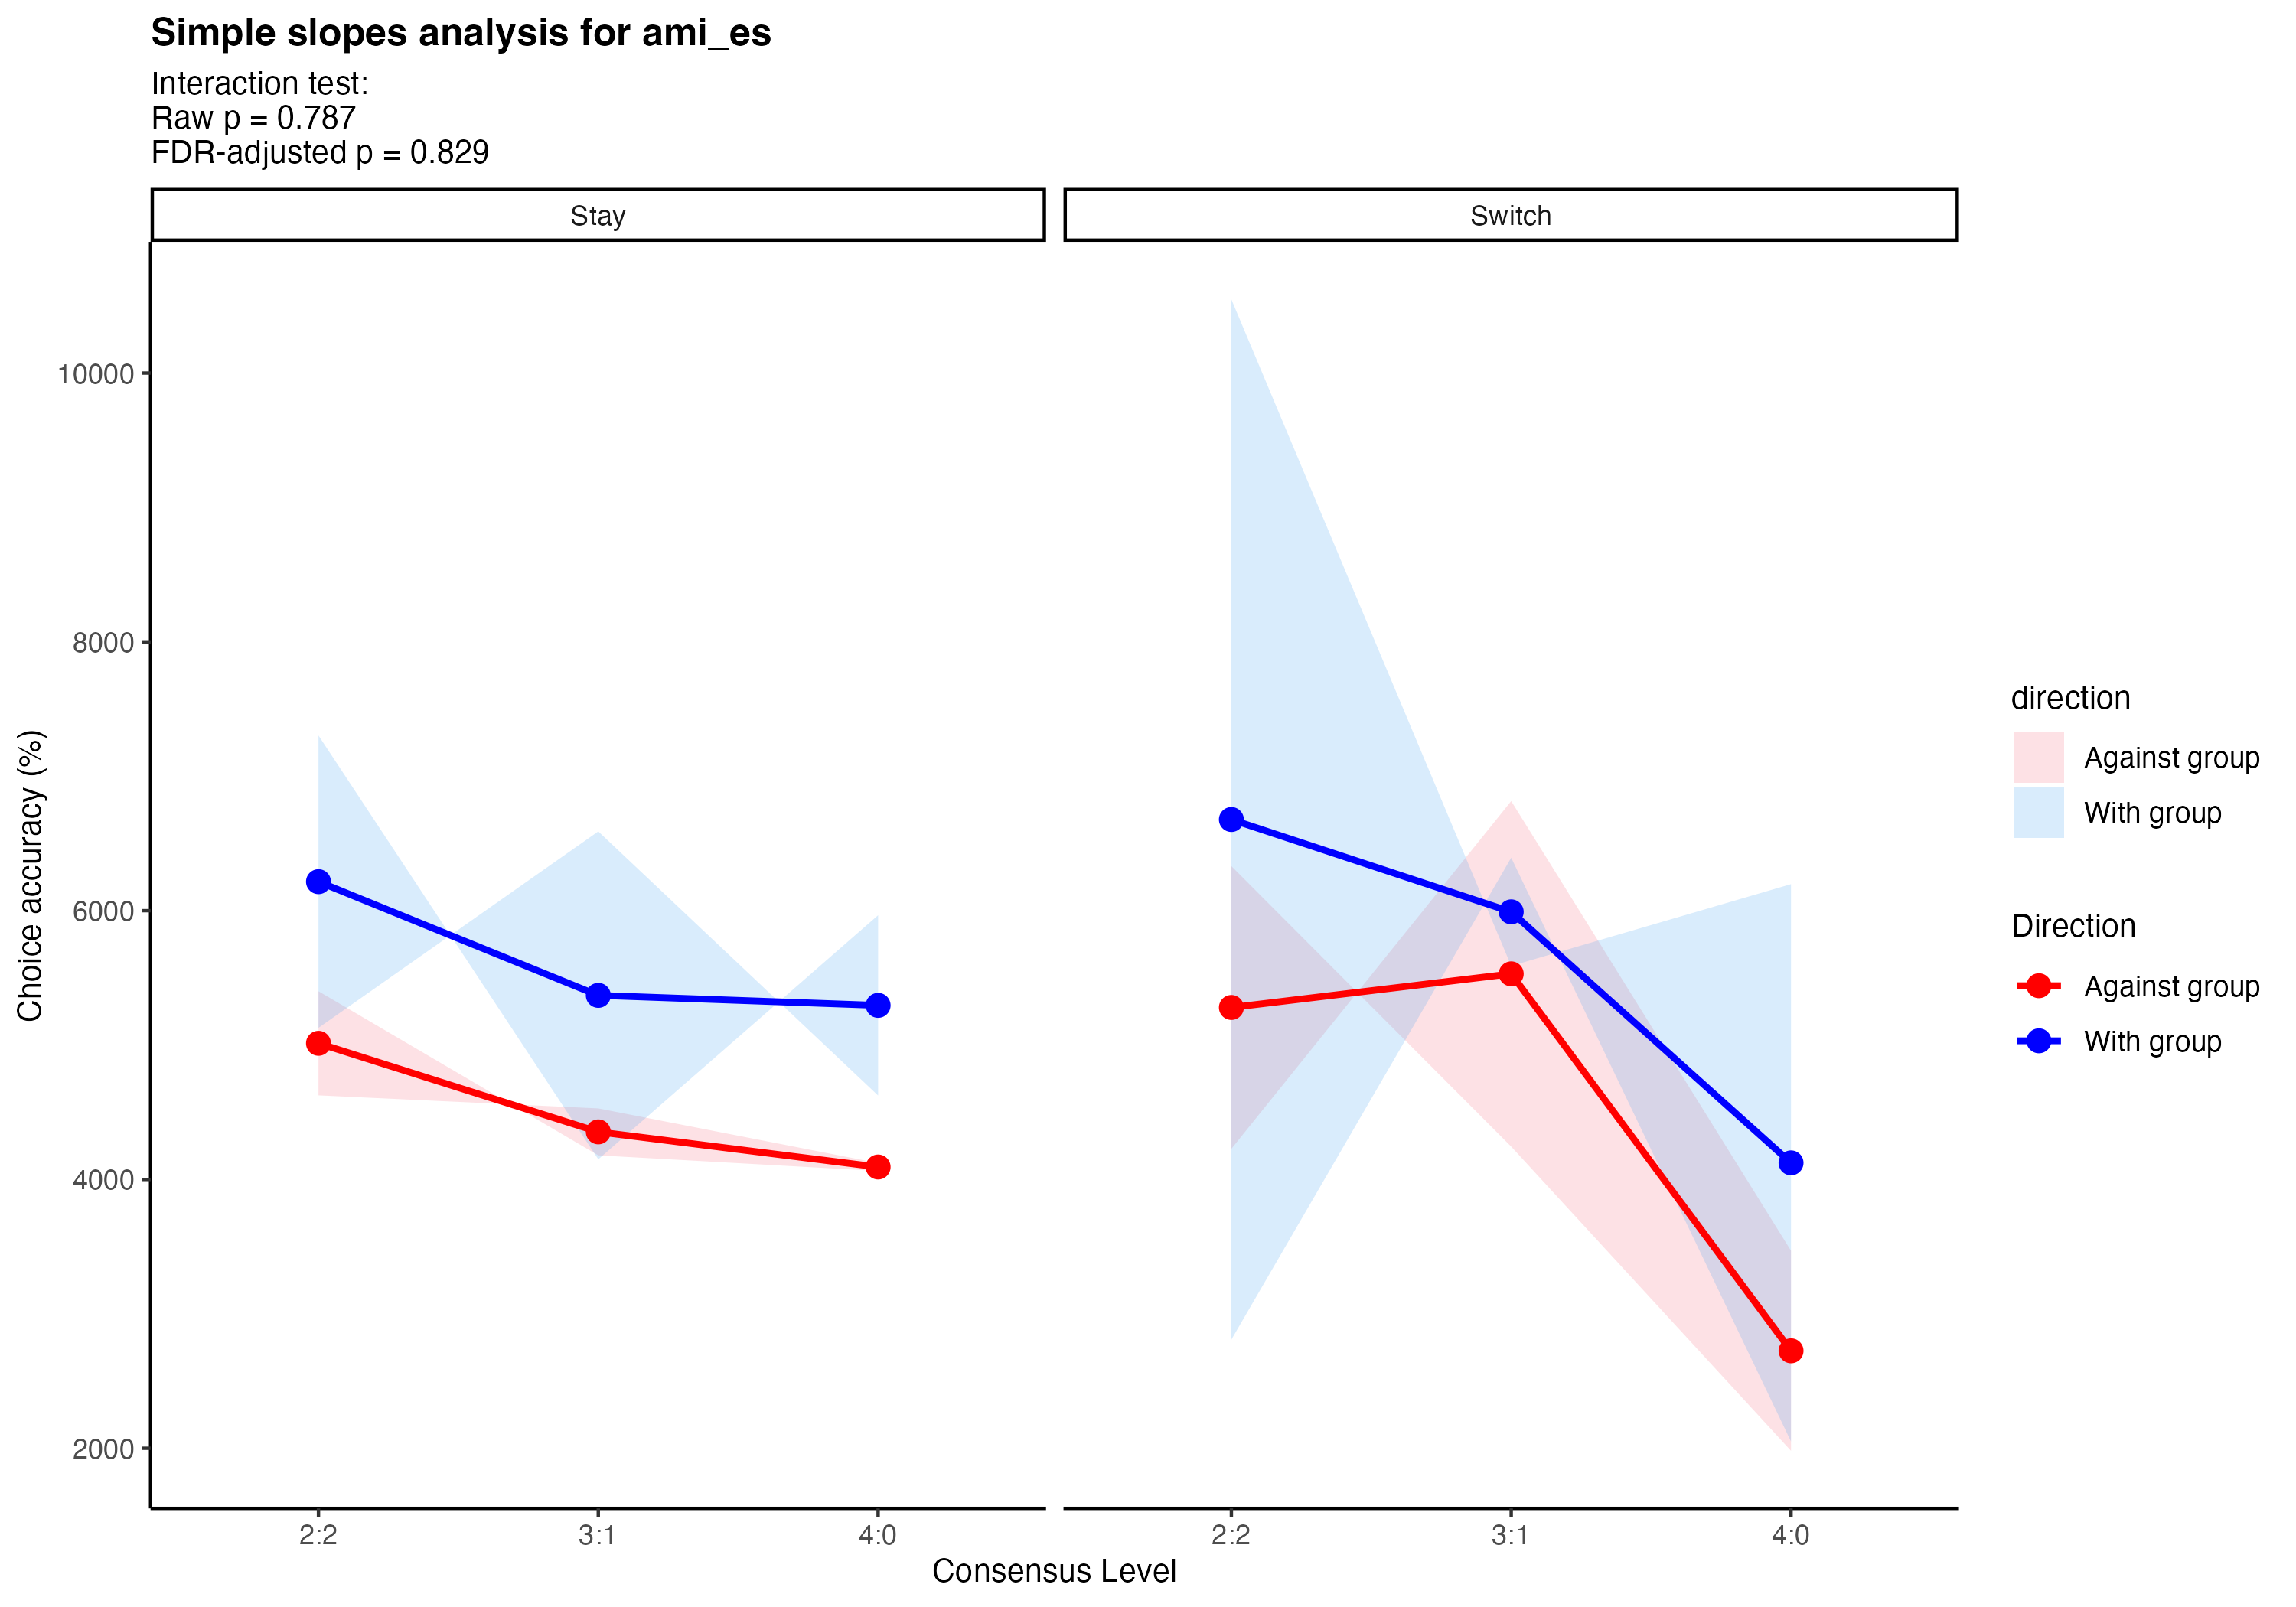 Simple slopes analysis for ami_es
Interaction test:
Raw p = 0.787
FDR-adjusted p = 0.829
Stay
Switch
Choice accuracy (%)
10000
8000
6000
4000
2000
2:2
3:1
4:0
2:2
3:1
4:0
Consensus Level
direction
Against group
With group
Direction
Against group
With group